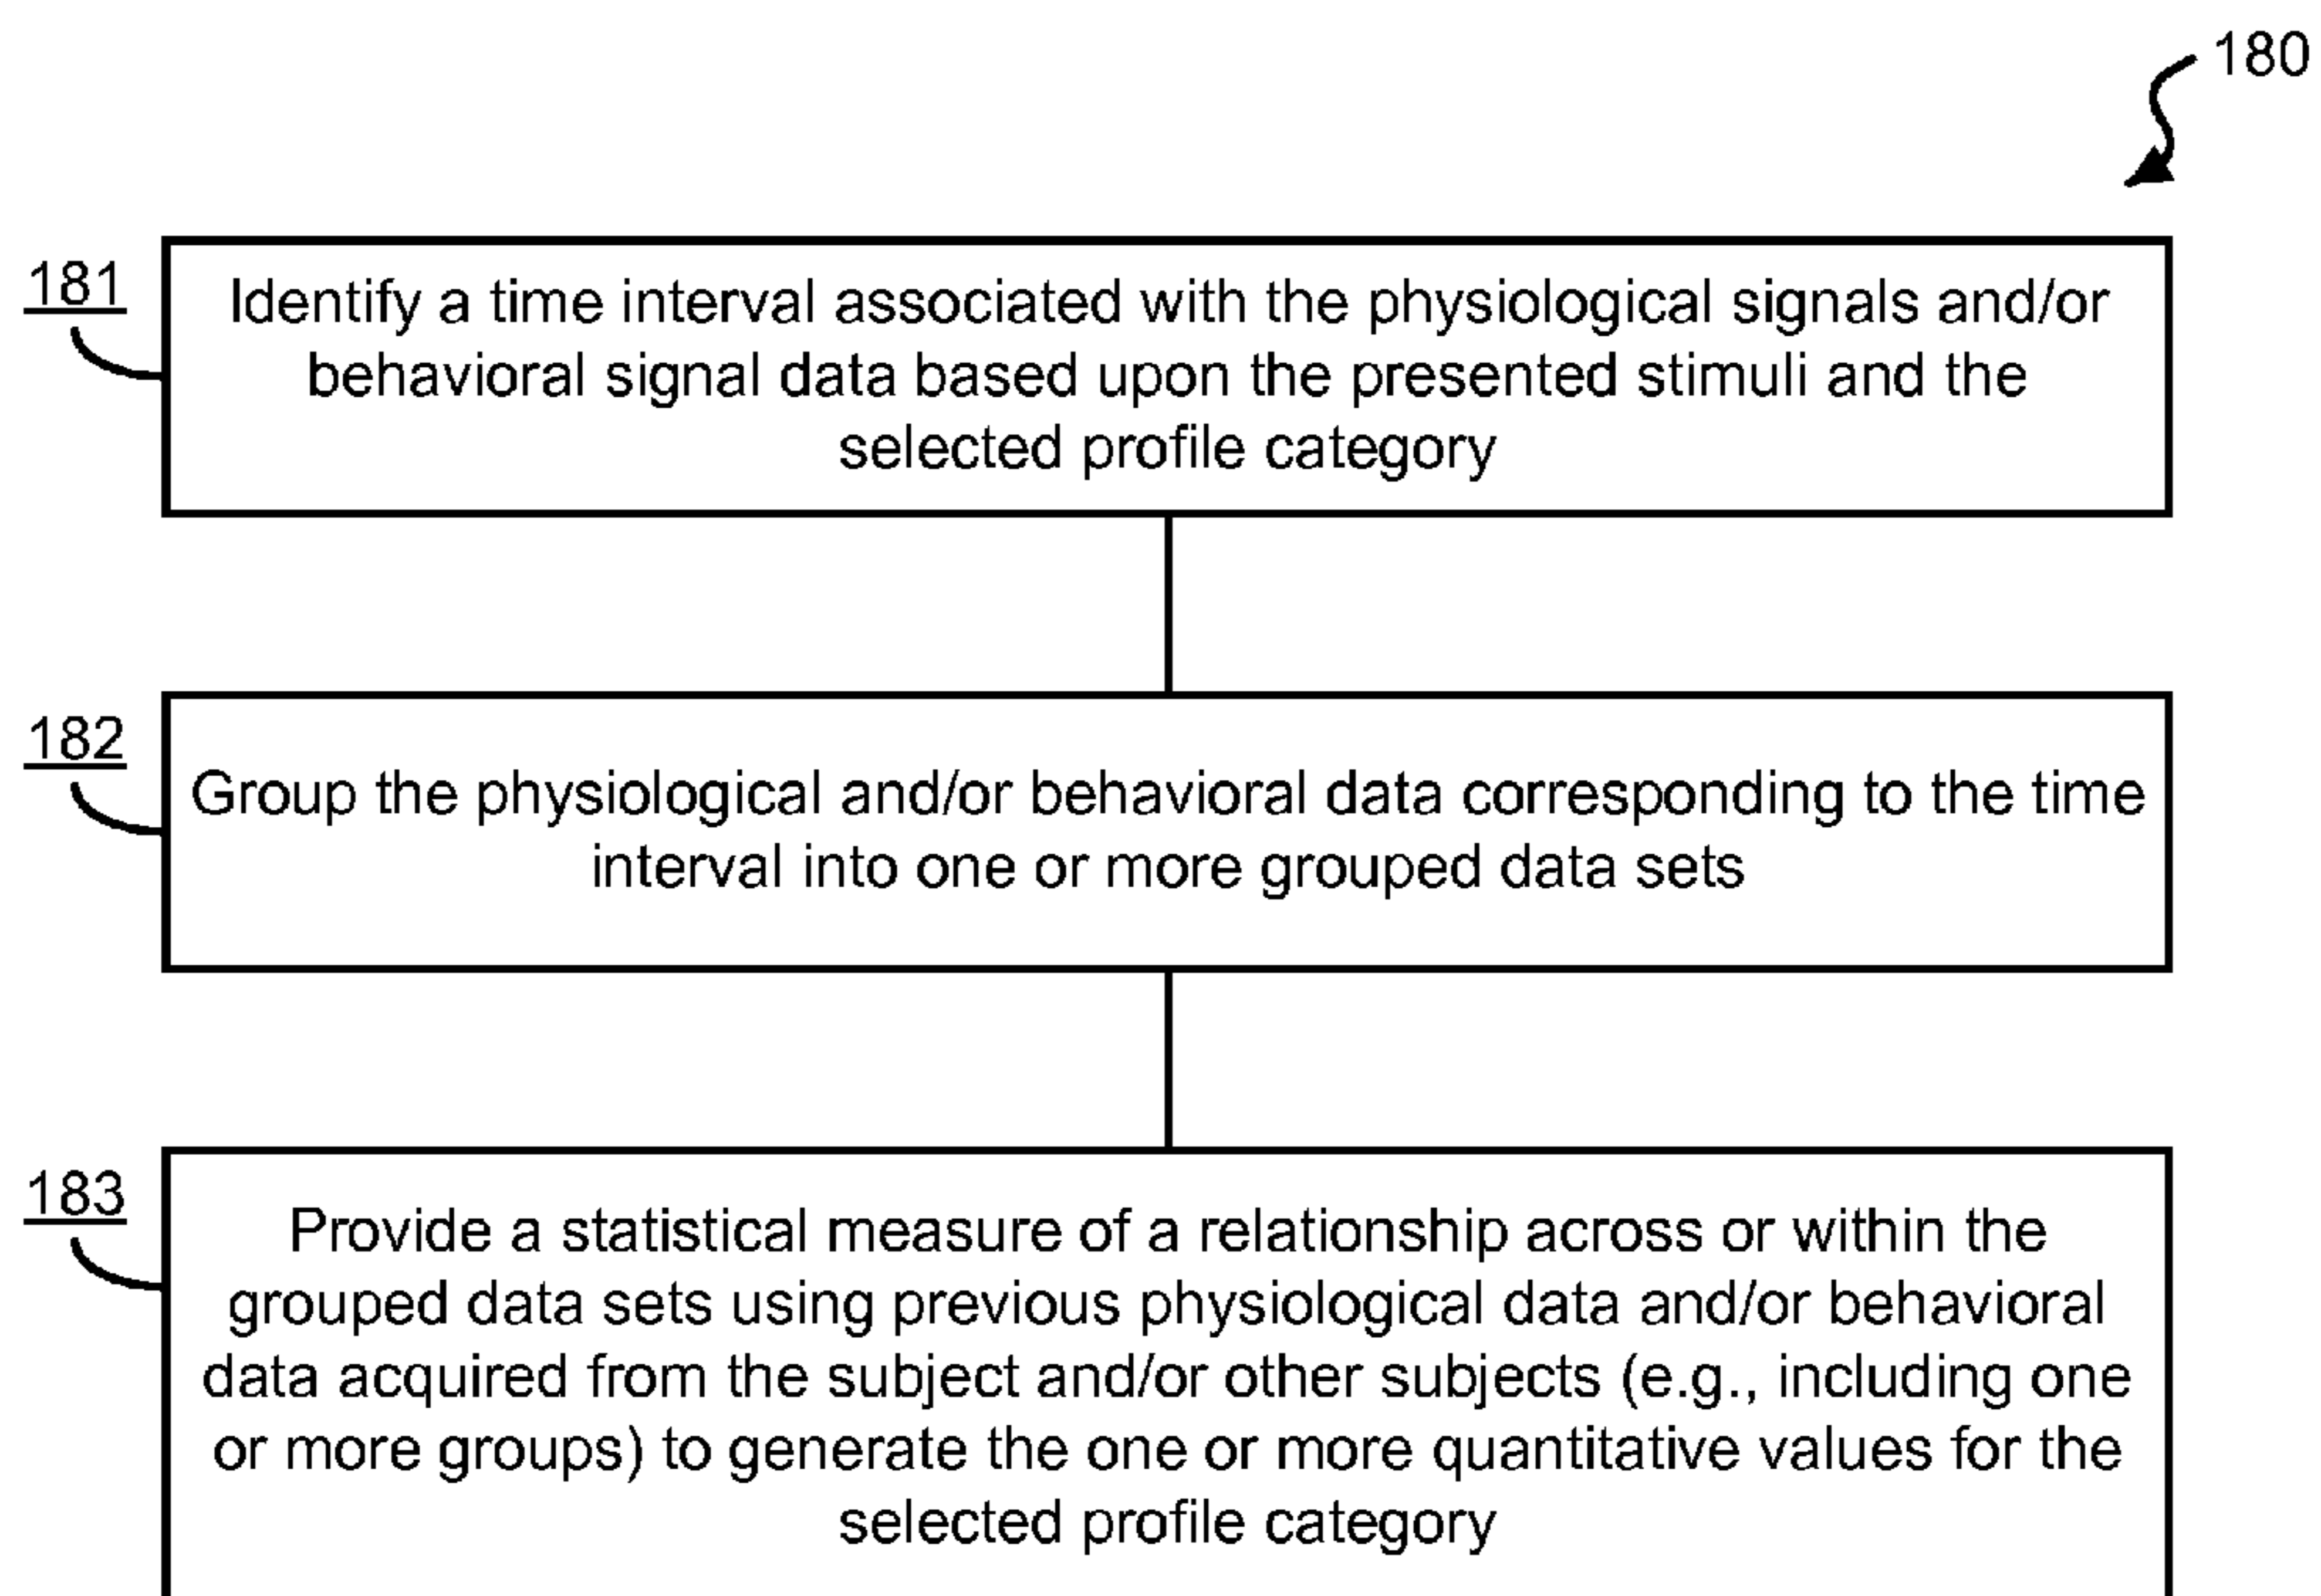 180
181
Identify a time interval associated with the physiological signals and/or
behavioral signal data based upon the presented stimuli and the
selected profile category
182
Group the physiological and/or behavioral data corresponding to the time
interval into one or more grouped data sets
183
Provide a statistical measure of a relationship across or within the
grouped data sets using previous physiological data and/or behavioral
data acquired from the subject and/or other subjects (e.g., including one
or more groups) to generate the one or more quantitative values for the
selected profile category